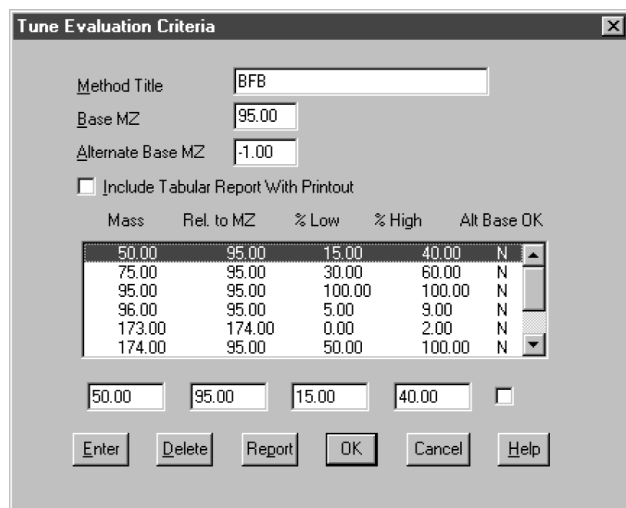 Tune Evaluation Criteria
Method Title BFB
Base MZ 95.00
Alternate Base MZ -1.00
Include Tabular Report With Printout
Mass Rel. to MZ % Low % High Alt Base OK
50.00 95.00 15.00 40.00 N
75.00 95.00 30.00 60.00 N
95.00 95.00 100.00 100.00 N
96.00 95.00 5.00 9.00 N
173.00 174.00 0.00 2.00 N
174.00 95.00 50.00 100.00 N
50.00 95.00 15.00 40.00
Enter Delete Report OK Cancel Help